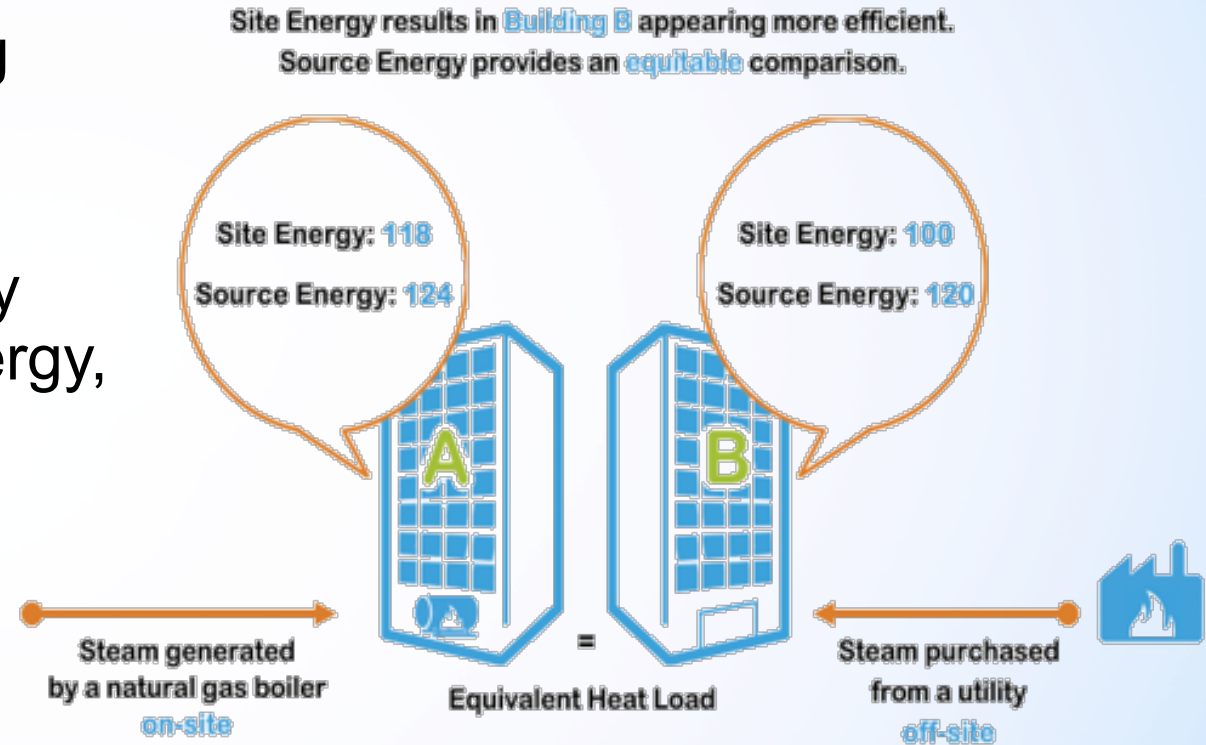 Site Energy results in Building B appearing more efficient.
Source Energy provides an equitable comparison.
g
y
ergy,
Site Energy: 118
Source Energy: 124
Site Energy: 100
Source Energy: 120
A
B
Steam generated
by a natural gas boiler
on-site
=
Equivalent Heat Load
Steam purchased
from a utility
off-site